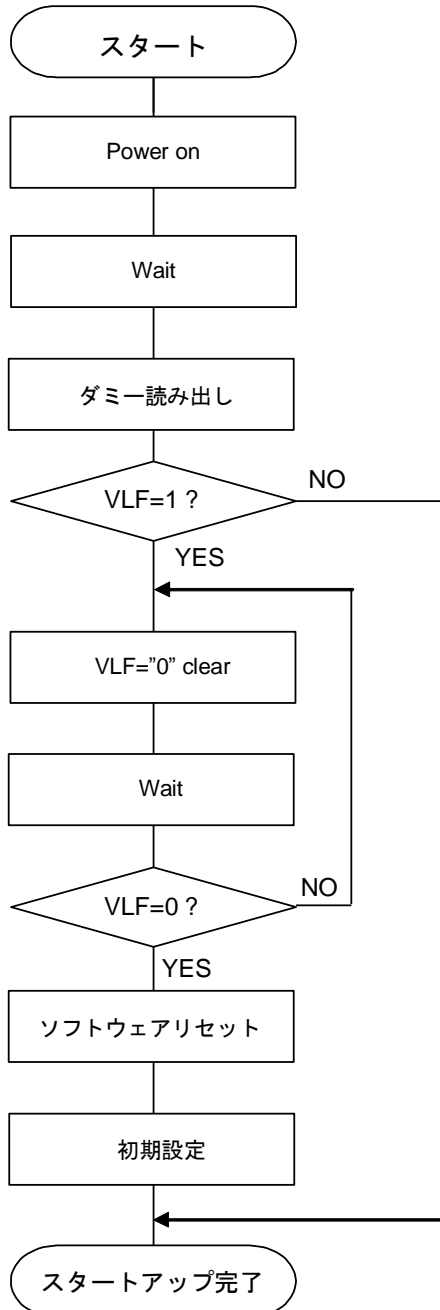 スタート
Power on
Wait
ダミー読み出し
VLF=1 ?
NO
YES
VLF=”0” clear
Wait
VLF=0 ?
NO
YES
ソフトウェアリセット
初期設定
スタートアップ完了